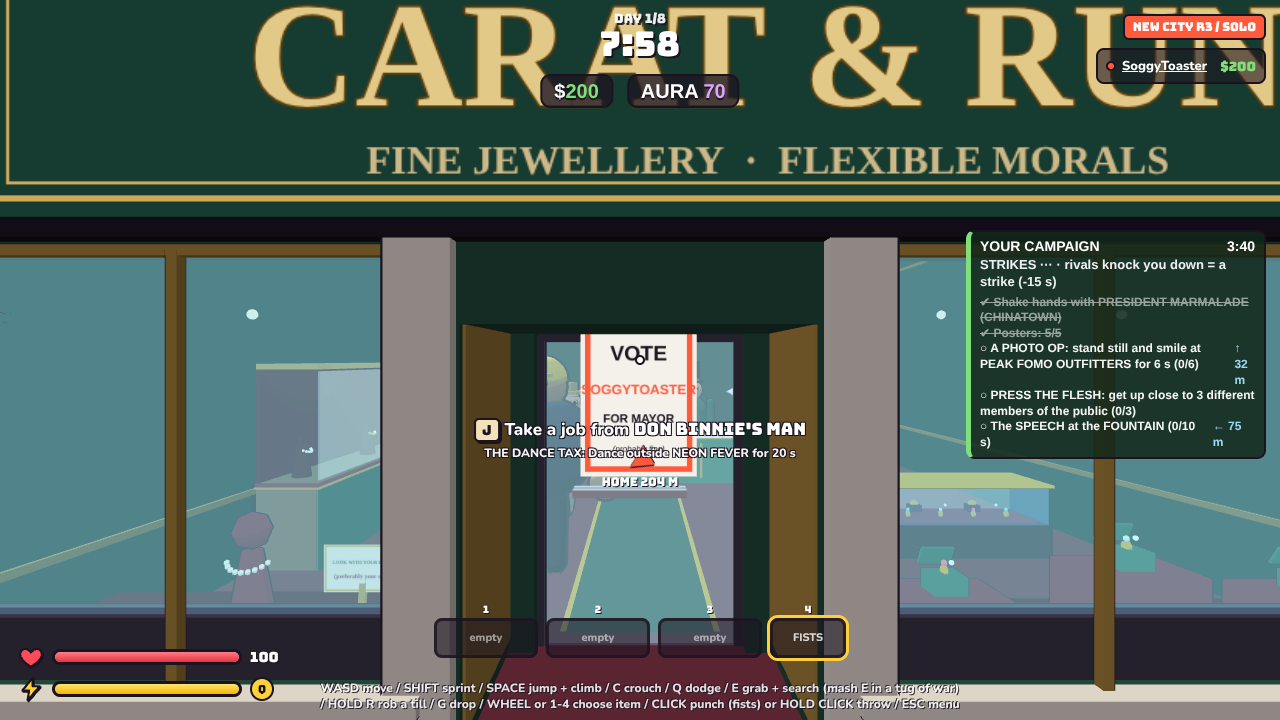 CARAT & RUN
FINE JEWELLERY · FLEXIBLE MORALS
DAY 1/8
7:58
$200
AURA 70
NEW CITY R3 / SOLO
SoggyToaster $200
YOUR CAMPAIGN 3:40
STRIKES ··· · rivals knock you down = a
strike (-15 s)
✔ Shake hands with PRESIDENT MARMALADE
(CHINATOWN)
✔ Posters: 5/5
○ A PHOTO OP: stand still and smile at ↑
PEAK FOMO OUTFITTERS for 6 s (0/6) 32
m
○ PRESS THE FLESH: get up close to 3 different
members of the public (0/3)
○ The SPEECH at the FOUNTAIN (0/10 ← 75
s) m
VOTE
SOGGYTOASTER
FOR MAYOR
J Take a job from DON BINNIE'S MAN
THE DANCE TAX: Dance outside NEON FEVER for 20 s
HOME 204 M
1 2 3 4
empty empty empty FISTS
100
0
WASD move / SHIFT sprint / SPACE jump + climb / C crouch / Q dodge / E grab + search (mash E in a tug of war)
/ HOLD R rob a till / G drop / WHEEL or 1-4 choose item / CLICK punch (fists) or HOLD CLICK throw / ESC menu